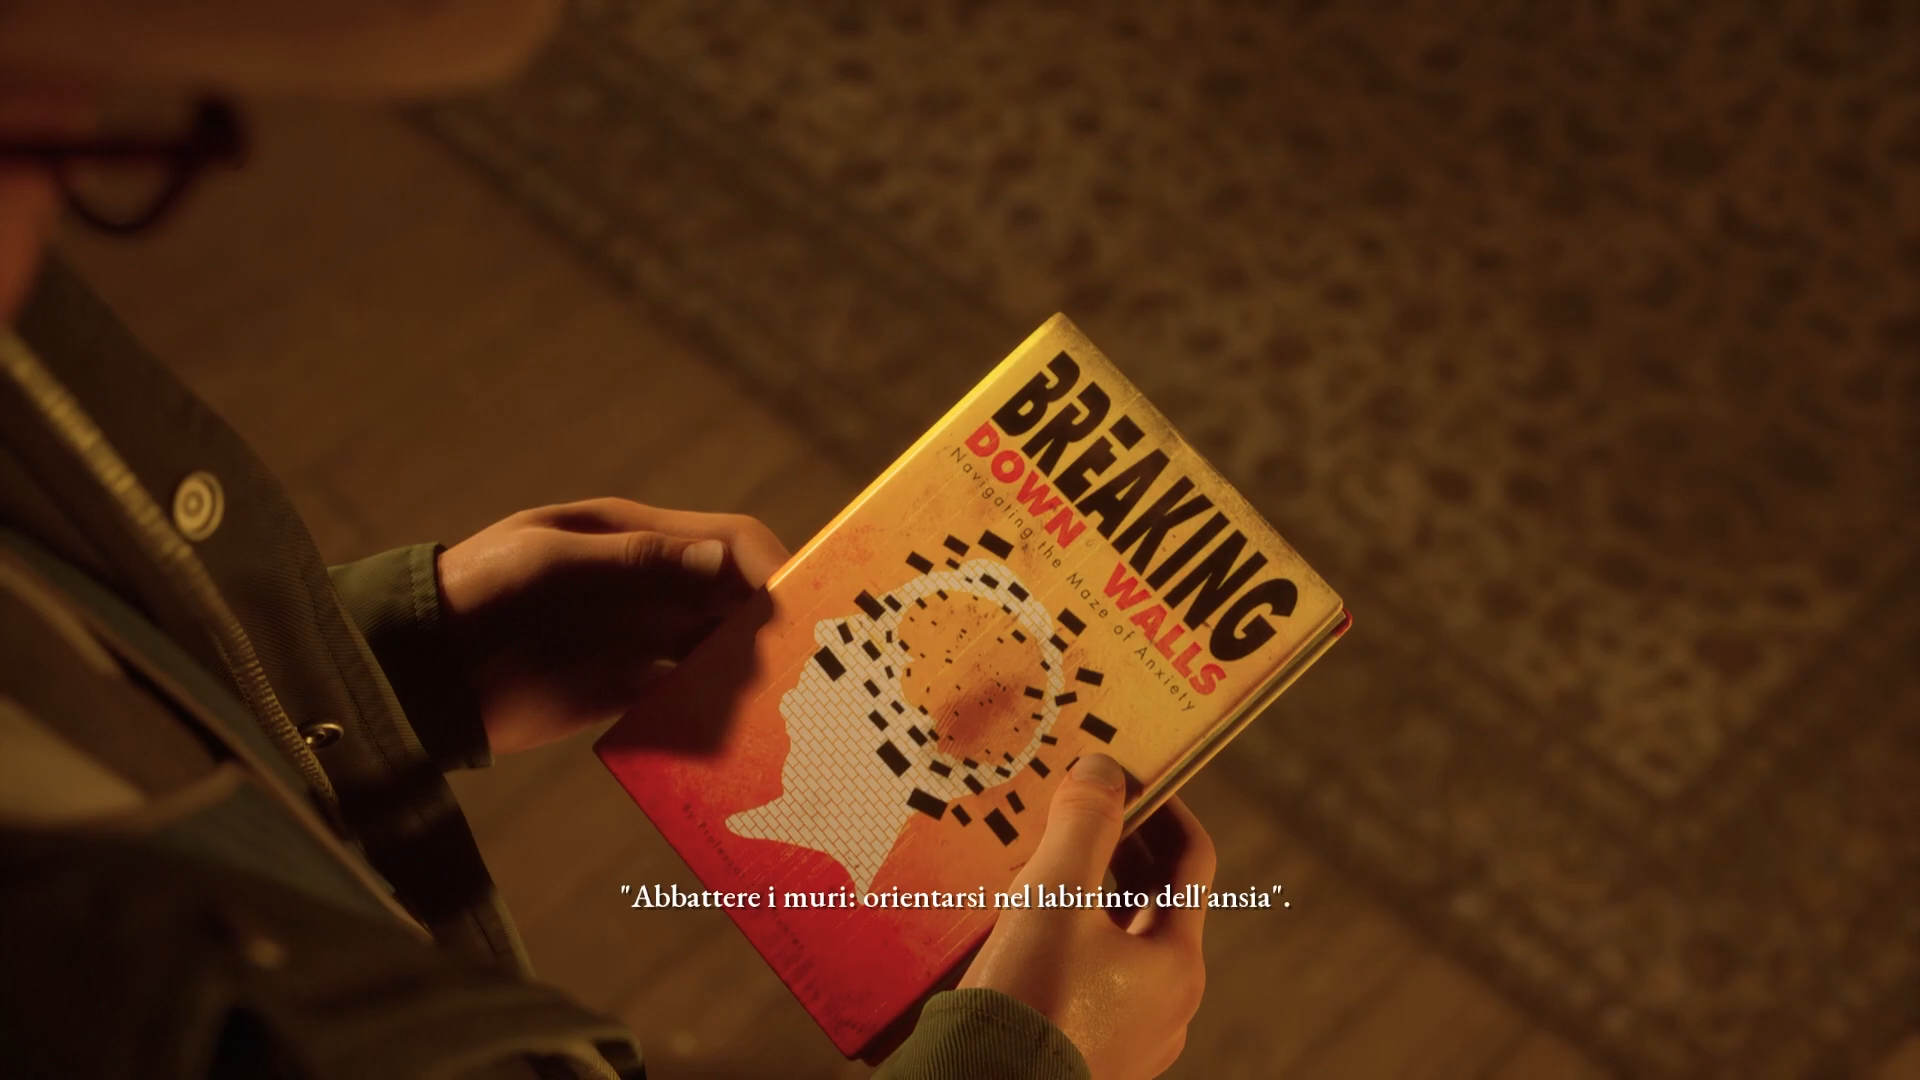 BREAKING
DOWN WALLS
Navigating the Maze of Anxiety
"Abbattere i muri: orientarsi nel labirinto dell'ansia".